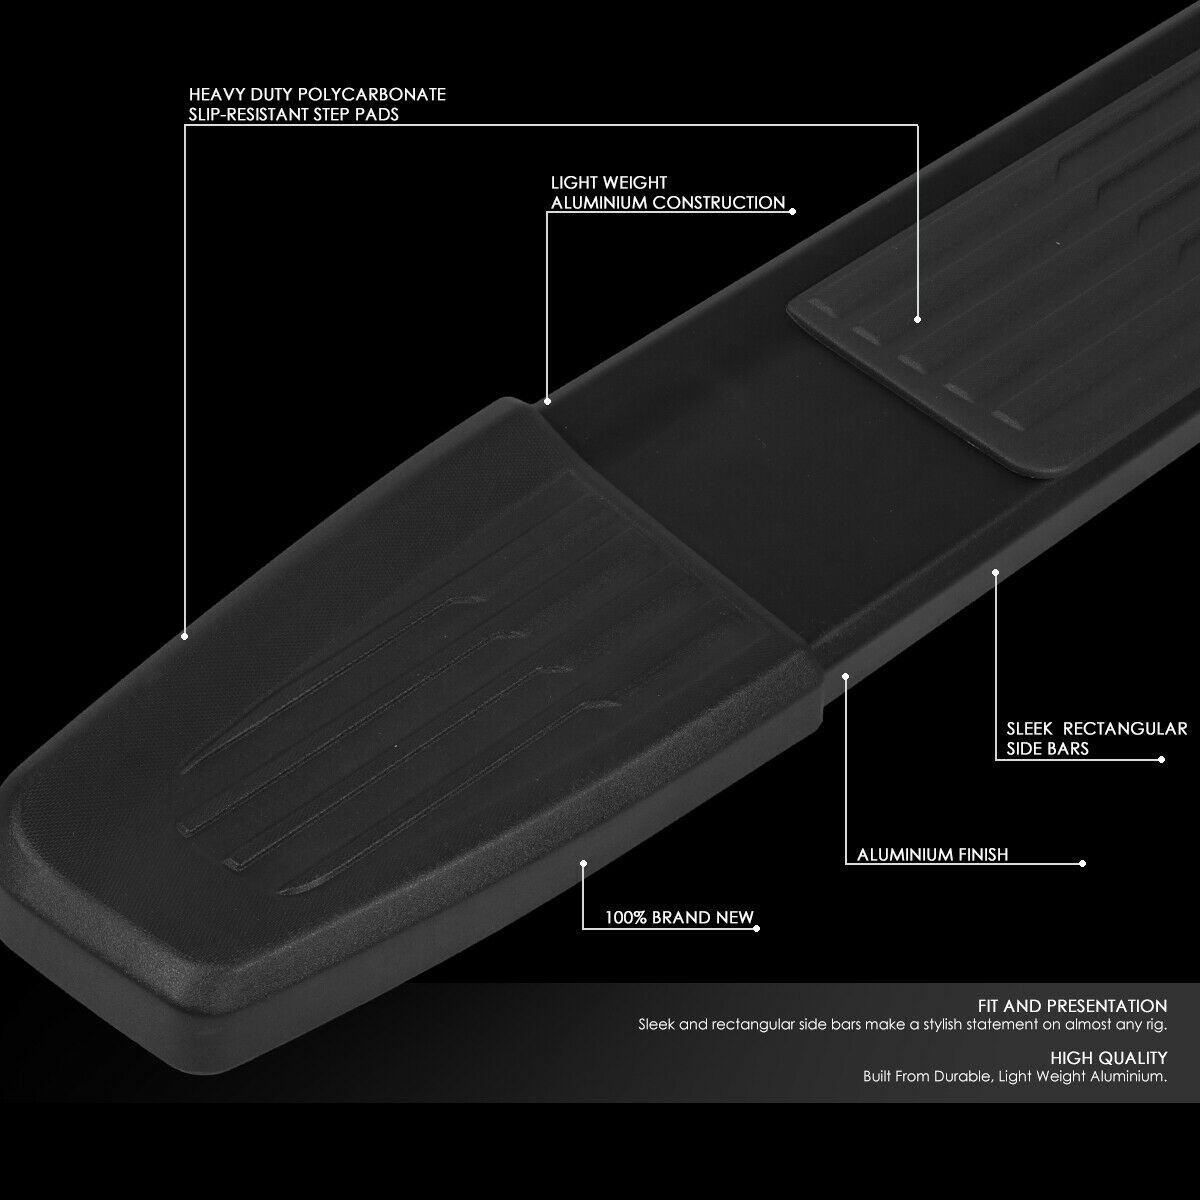 HEAVY DUTY POLYCARBONATE
SLIP-RESISTANT STEP PADS
LIGHT WEIGHT
ALUMINIUM CONSTRUCTION
SLEEK RECTANGULAR
SIDE BARS
ALUMINIUM FINISH
100% BRAND NEW
FIT AND PRESENTATION
Sleek and rectangular side bars make a stylish statement on almost any rig.
HIGH QUALITY
Built From Durable, Light Weight Aluminium.